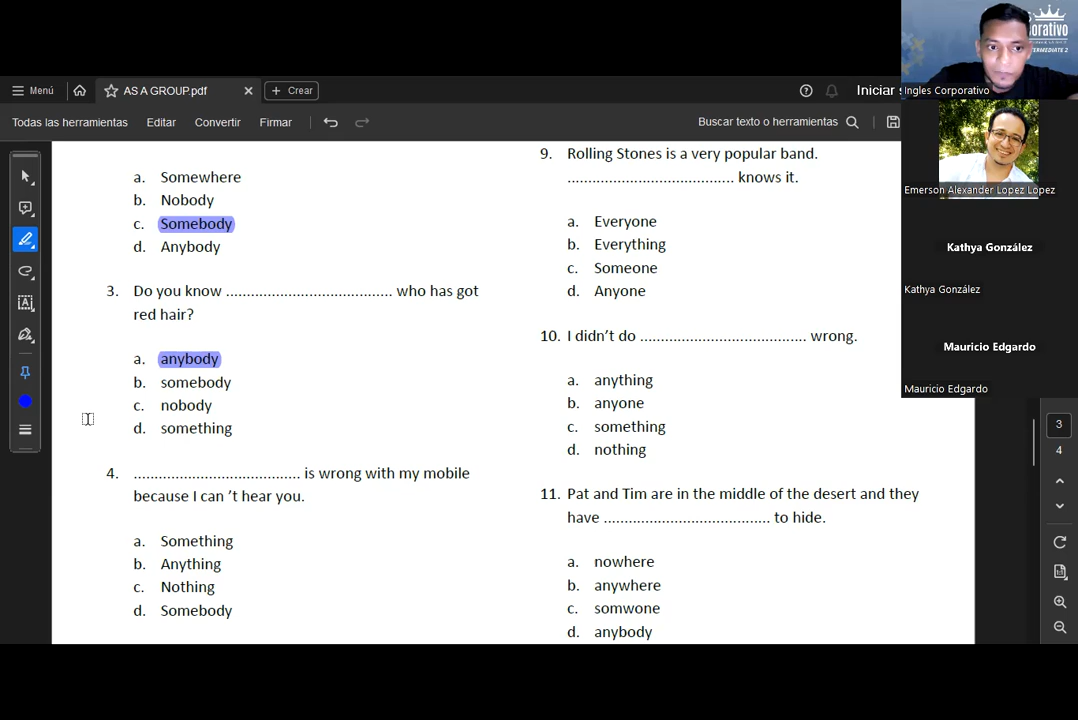 Menú
AS A GROUP.pdf
Crear
Iniciar s
Todas las herramientas
Editar
Convertir
Firmar
Buscar texto o herramientas
a. Somewhere
b. Nobody
c. Somebody
d. Anybody
3. Do you know ....................................... who has got
red hair?
a. anybody
b. somebody
c. nobody
d. something
4. ....................................... is wrong with my mobile
because I can ’t hear you.
a. Something
b. Anything
c. Nothing
d. Somebody
9. Rolling Stones is a very popular band.
....................................... knows it.
a. Everyone
b. Everything
c. Someone
d. Anyone
10. I didn’t do ....................................... wrong.
a. anything
b. anyone
c. something
d. nothing
11. Pat and Tim are in the middle of the desert and they
have ....................................... to hide.
a. nowhere
b. anywhere
c. somwone
d. anybody
3
4
orativo
TERMEDIATE 2
Ingles Corporativo
Emerson Alexander Lopez Lopez
Kathya González
Kathya González
Mauricio Edgardo
Mauricio Edgardo